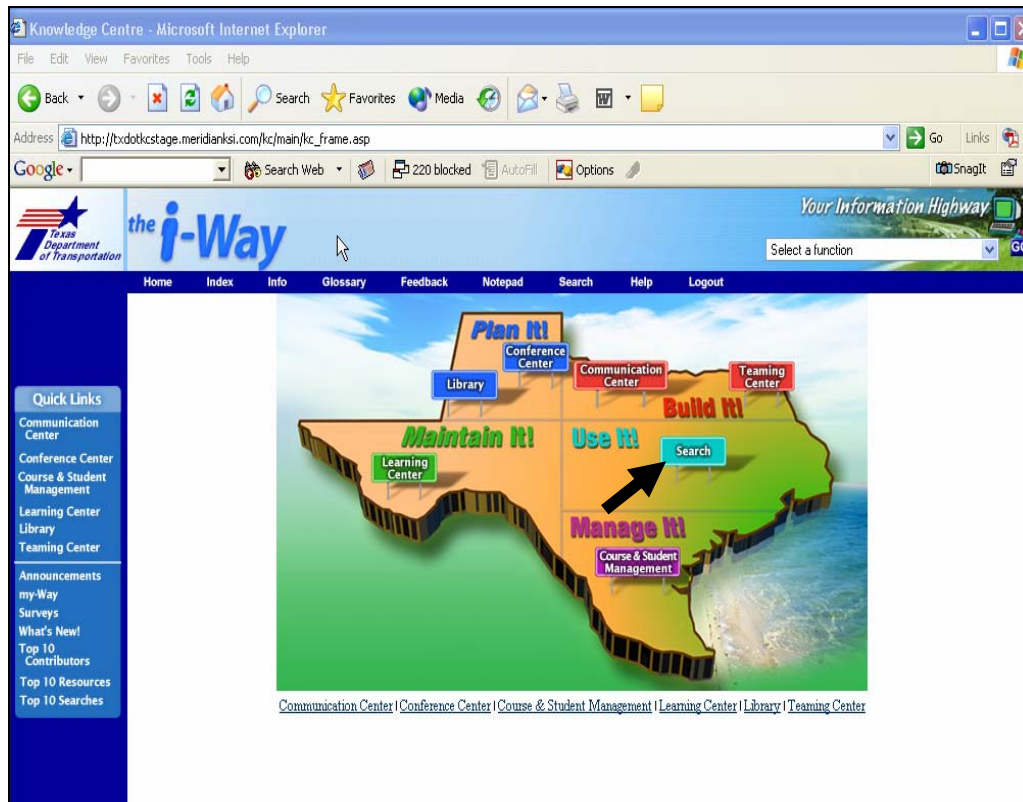 Knowledge Centre - Microsoft Internet Explorer
File Edit View Favorites Tools Help
Back Search Favorites Media
Address http://txdotkcstage.meridianksi.com/kc/main/kc_frame.asp Go Links
Google Search Web 220 blocked AutoFill Options SnagIt
Texas
Department
of Transportation
the i-Way
Your Information Highway
Select a function
Home Index Info Glossary Feedback Notepad Search Help Logout
Quick Links
Communication
Center
Conference Center
Course & Student
Management
Learning Center
Library
Teaming Center
Announcements
my-Way
Surveys
What's New!
Top 10
Contributors
Top 10 Resources
Top 10 Searches
Plan It!
Conference
Center
Library
Communication
Center
Teaming
Center
Build It!
Maintain It!
Learning
Center
Use It!
Search
Manage It!
Course & Student
Management
Communication Center | Conference Center | Course & Student Management | Learning Center | Library | Teaming Center